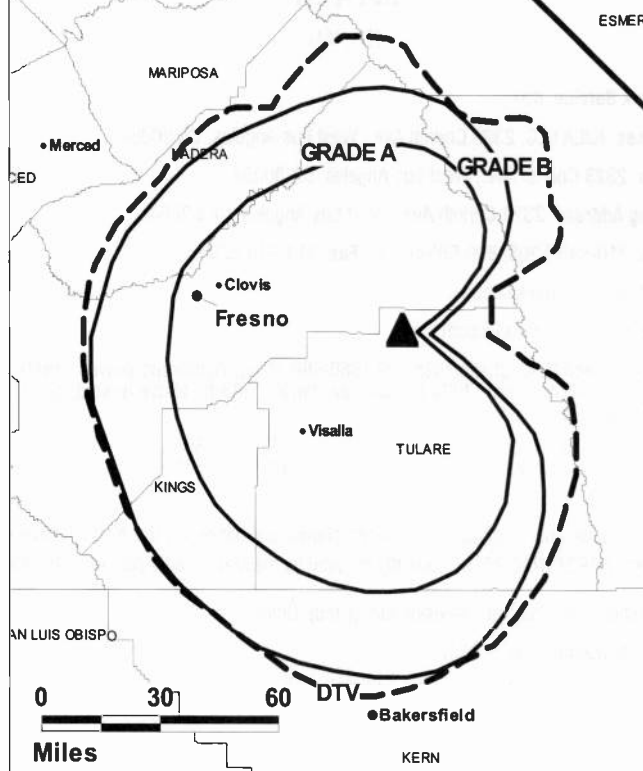 ESMER
MARIPOSA
Merced
MADERA
CED
GRADE A
GRADE B
Clovis
Fresno
Visalia
TULARE
KINGS
AN LUIS OBISPO
0 30 60
DTV
Bakersfield
Miles
KERN